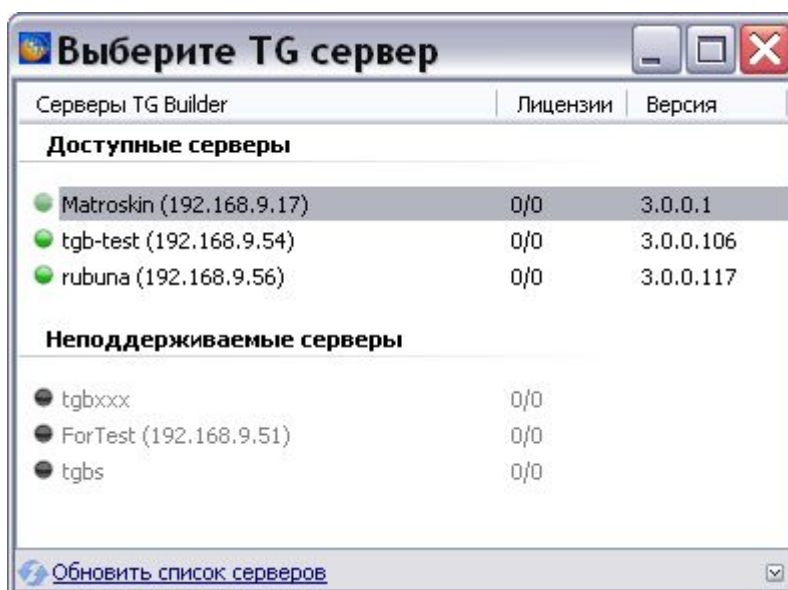 Выберите TG сервер
Серверы TG Builder Лицензии Версия
Доступные серверы
Matroskin (192.168.9.17) 0/0 3.0.0.1
tgb-test (192.168.9.54) 0/0 3.0.0.106
rubuna (192.168.9.56) 0/0 3.0.0.117
Неподдерживаемые серверы
tgbxxx 0/0
ForTest (192.168.9.51) 0/0
tgbs 0/0
Обновить список серверов